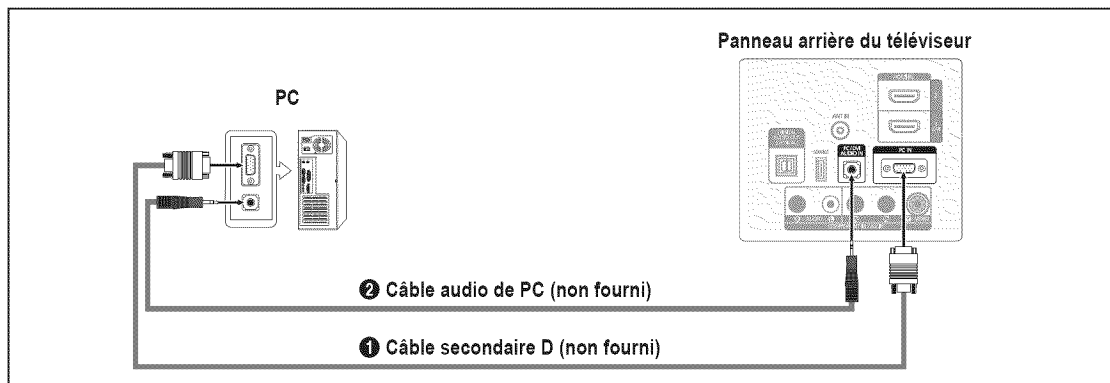 Panneau arrière du téléviseur
PC
ANT IN
PC/DVI
AUDIO IN
PC IN
❷ Câble audio de PC (non fourni)
❶ Câble secondaire D (non fourni)